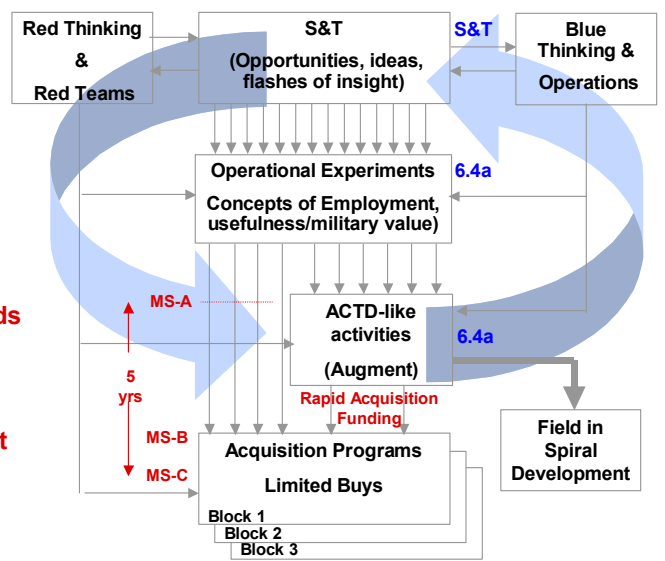 Red Thinking
&
Red Teams
S&T
(Opportunities, ideas,
flashes of insight)
S&T
Blue
Thinking &
Operations
Operational Experiments
Concepts of Employment,
usefulness/military value)
6.4a
MS-A
ds
5
yrs
t
MS-B
MS-C
ACTD-like
activities
(Augment)
6.4a
Rapid Acquisition
Funding
Field in
Spiral
Development
Acquisition Programs
Limited Buys
Block 1
Block 2
Block 3